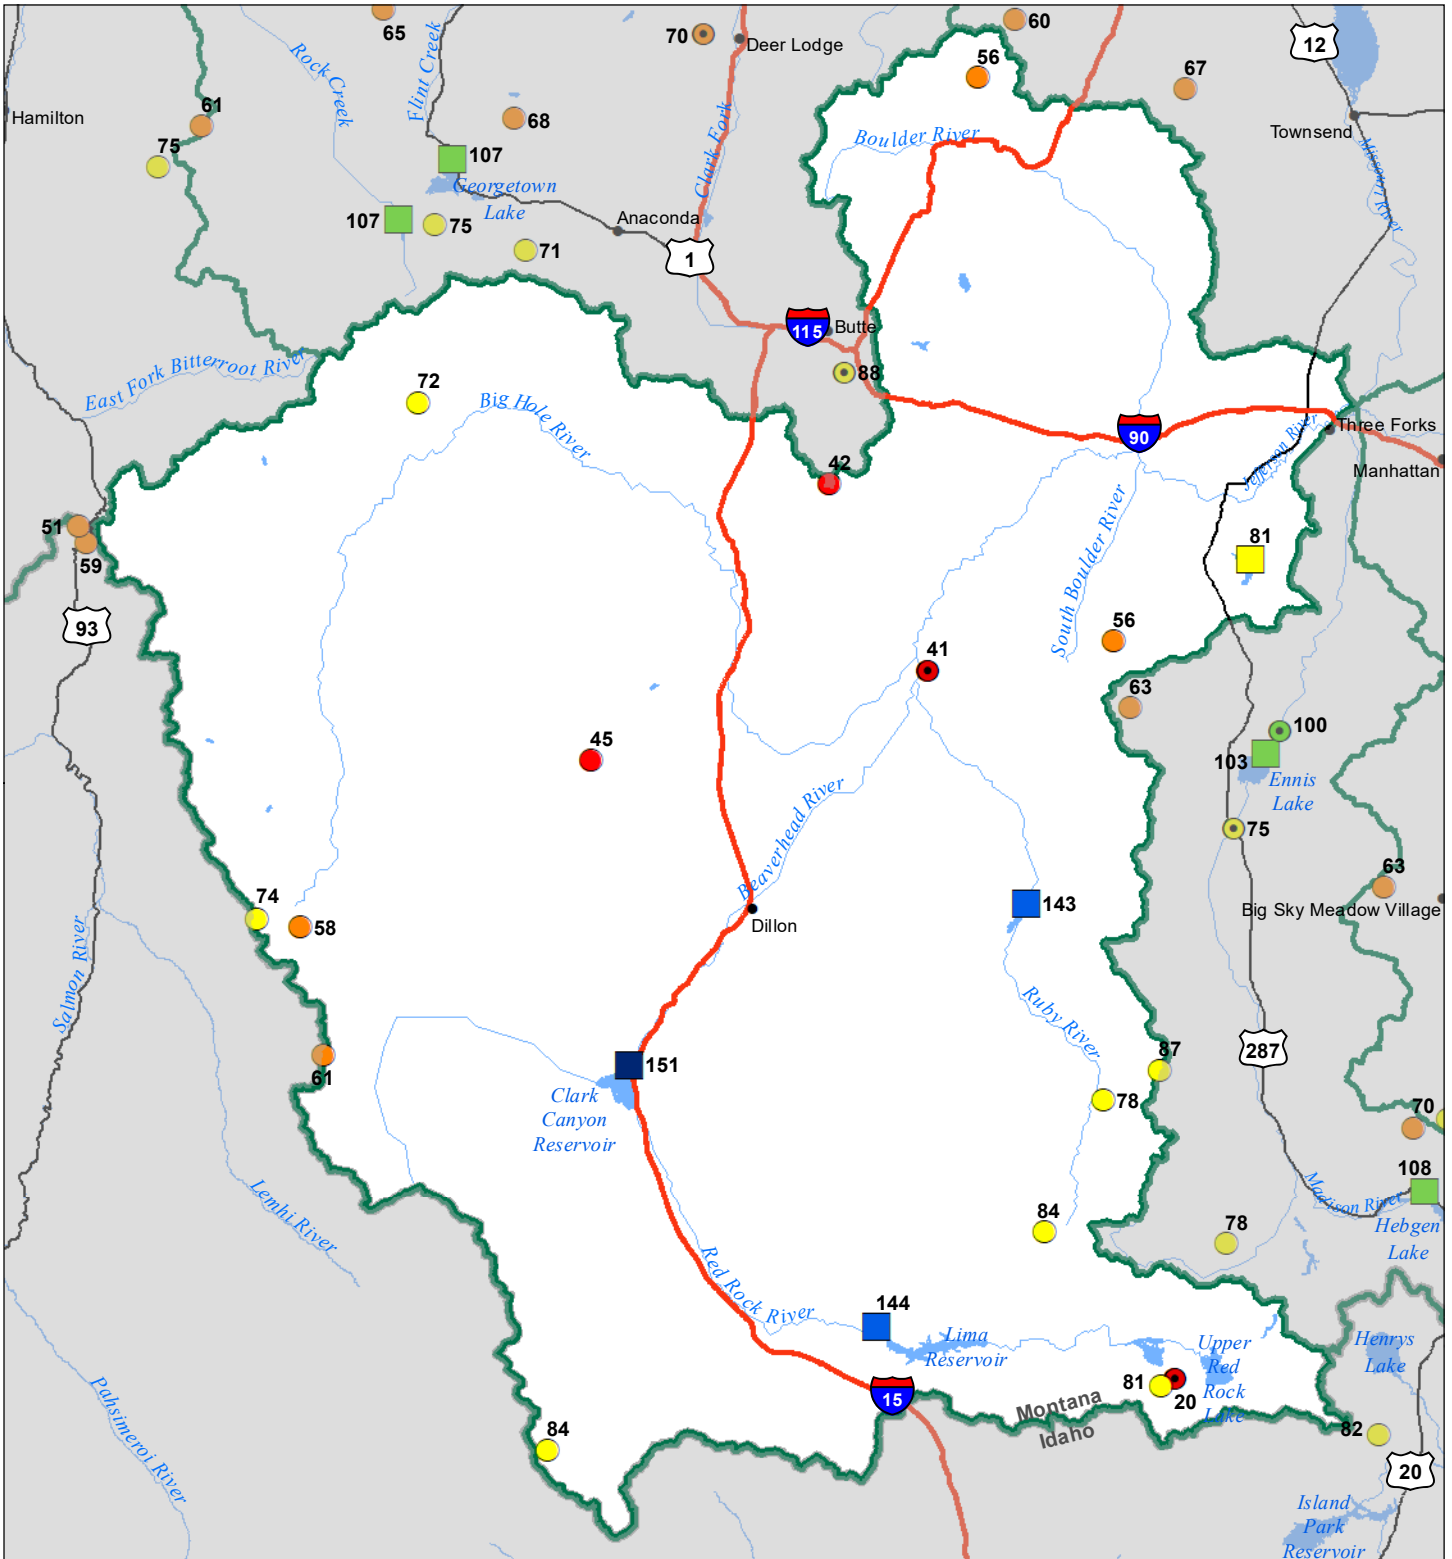 65
70
Deer Lodge
60
12
56
67
Rock Creek
Flint Creek
Hamilton
61
68
Clark Fork
Boulder River
Townsend
75
107
Georgetown
Lake
Missouri River
107
75
Anaconda
71
1
115
Butte
East Fork Bitterroot River
88
72
Big Hole River
90
Three Forks
Jefferson River
42
Manhattan
51
59
South Boulder River
81
93
56
41
63
100
103
Ennis
Lake
45
Beaverhead River
75
63
74
58
Dillon
143
Big Sky Meadow Village
Salmon River
Ruby River
61
151
87
287
Clark
Canyon
Reservoir
78
70
Lemhi River
108
Madison River
84
78
Hebgen
Lake
Red Rock River
144
Lima
Reservoir
Upper
Red
Rock
Lake
Henrys
Lake
81
20
15
Montana
Idaho
Pahsimeroi River
84
82
20
Island
Park
Reservoir